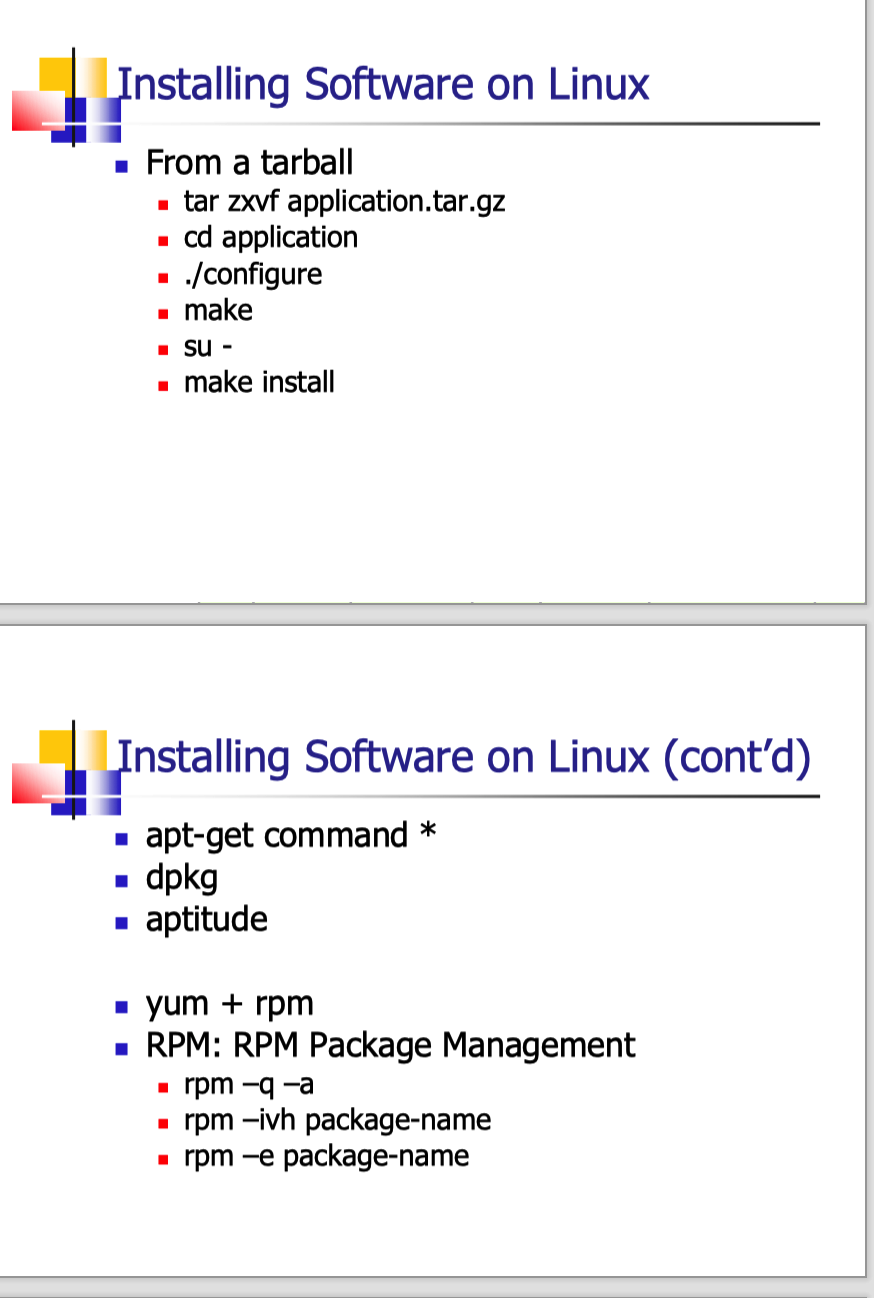 Installing Software on Linux
From a tarball
tar zxvf application.tar.gz
cd application
./configure
make
su -
make install
Installing Software on Linux (cont’d)
apt-get command *
dpkg
aptitude
yum + rpm
RPM: RPM Package Management
rpm –q –a
rpm –ivh package-name
rpm –e package-name